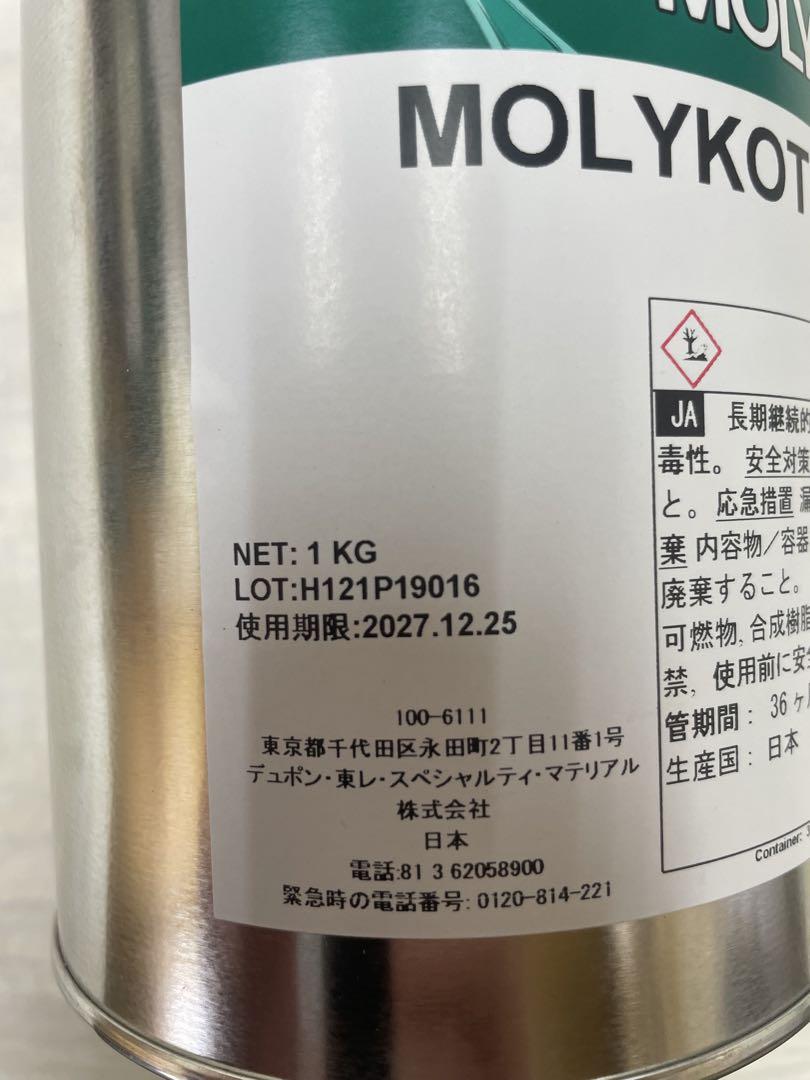 MOLY
MOLYKOT
JA 長期継続的
毒性。 安全対策
と。応急措置 漏
棄 内容物／容器
廃棄すること。
可燃物, 合成樹脂
禁, 使用前に安全
管期間： 36 ケ月
生産国： 日本
Container:
NET: 1 KG
LOT:H121P19016
使用期限:2027.12.25
100-6111
東京都千代田区永田町2丁目11番1号
デュポン・東レ・スペシャルティ・マテリアル
株式会社
日本
電話:81 3 62058900
緊急時の電話番号: 0120-814-221